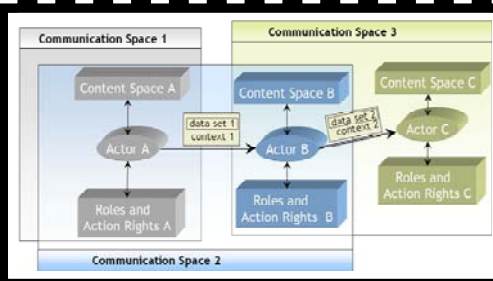 Communication Space 1
Communication Space 3
Content Space A
Content Space B
Content Space C
data set 1
context 1
data set 2
context 2
Actor A
Actor B
Actor C
Roles and
Action Rights A
Roles and
Action Rights B
Roles and
Action Rights C
Communication Space 2